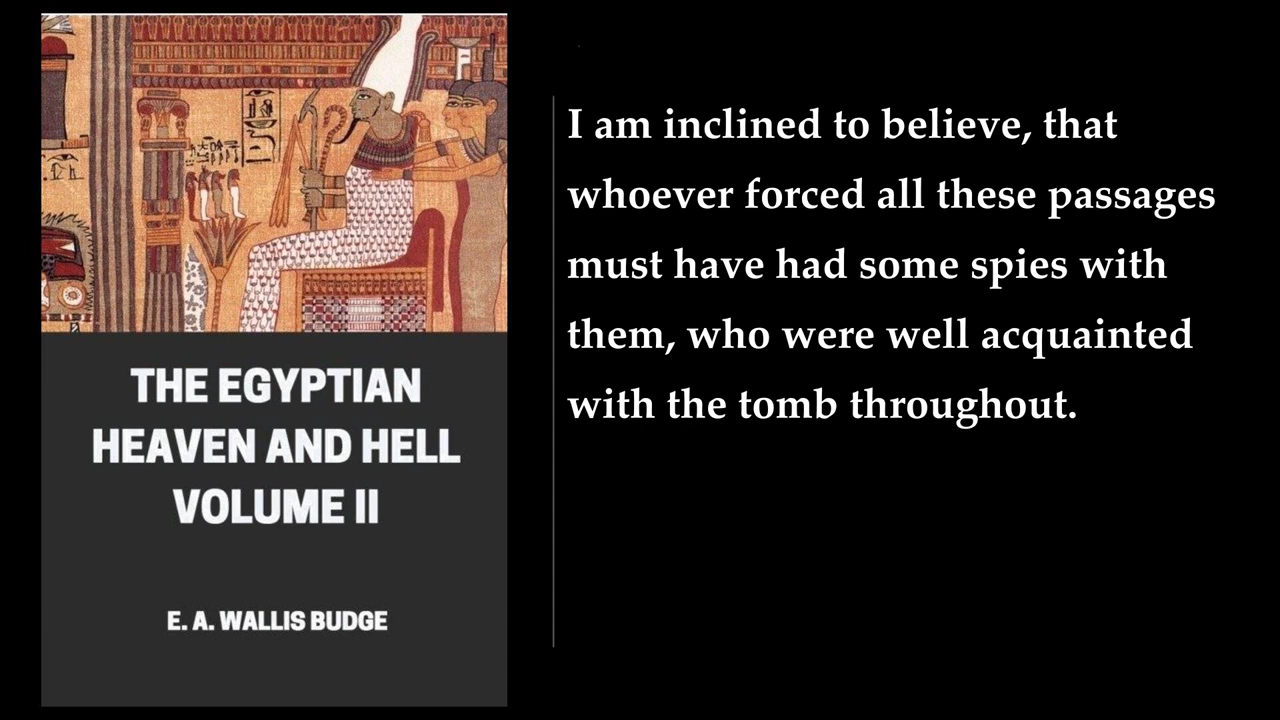 THE EGYPTIAN
HEAVEN AND HELL
VOLUME II
E. A. WALLIS BUDGE
I am inclined to believe, that
whoever forced all these passages
must have had some spies with
them, who were well acquainted
with the tomb throughout.